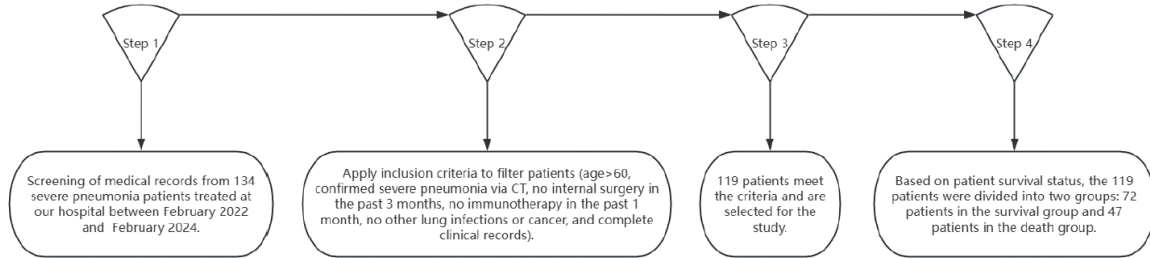 Step 1
Step 2
Step 3
Step 4
Screening of medical records from 134
severe pneumonia patients treated at
our hospital between February 2022
and February 2024.
Apply inclusion criteria to filter patients (age>60,
confirmed severe pneumonia via CT, no internal surgery in
the past 3 months, no immunotherapy in the past 1
month, no other lung infections or cancer, and complete
clinical records).
119 patients meet
the criteria and are
selected for the
study.
Based on patient survival status, the 119
patients were divided into two groups: 72
patients in the survival group and 47
patients in the death group.